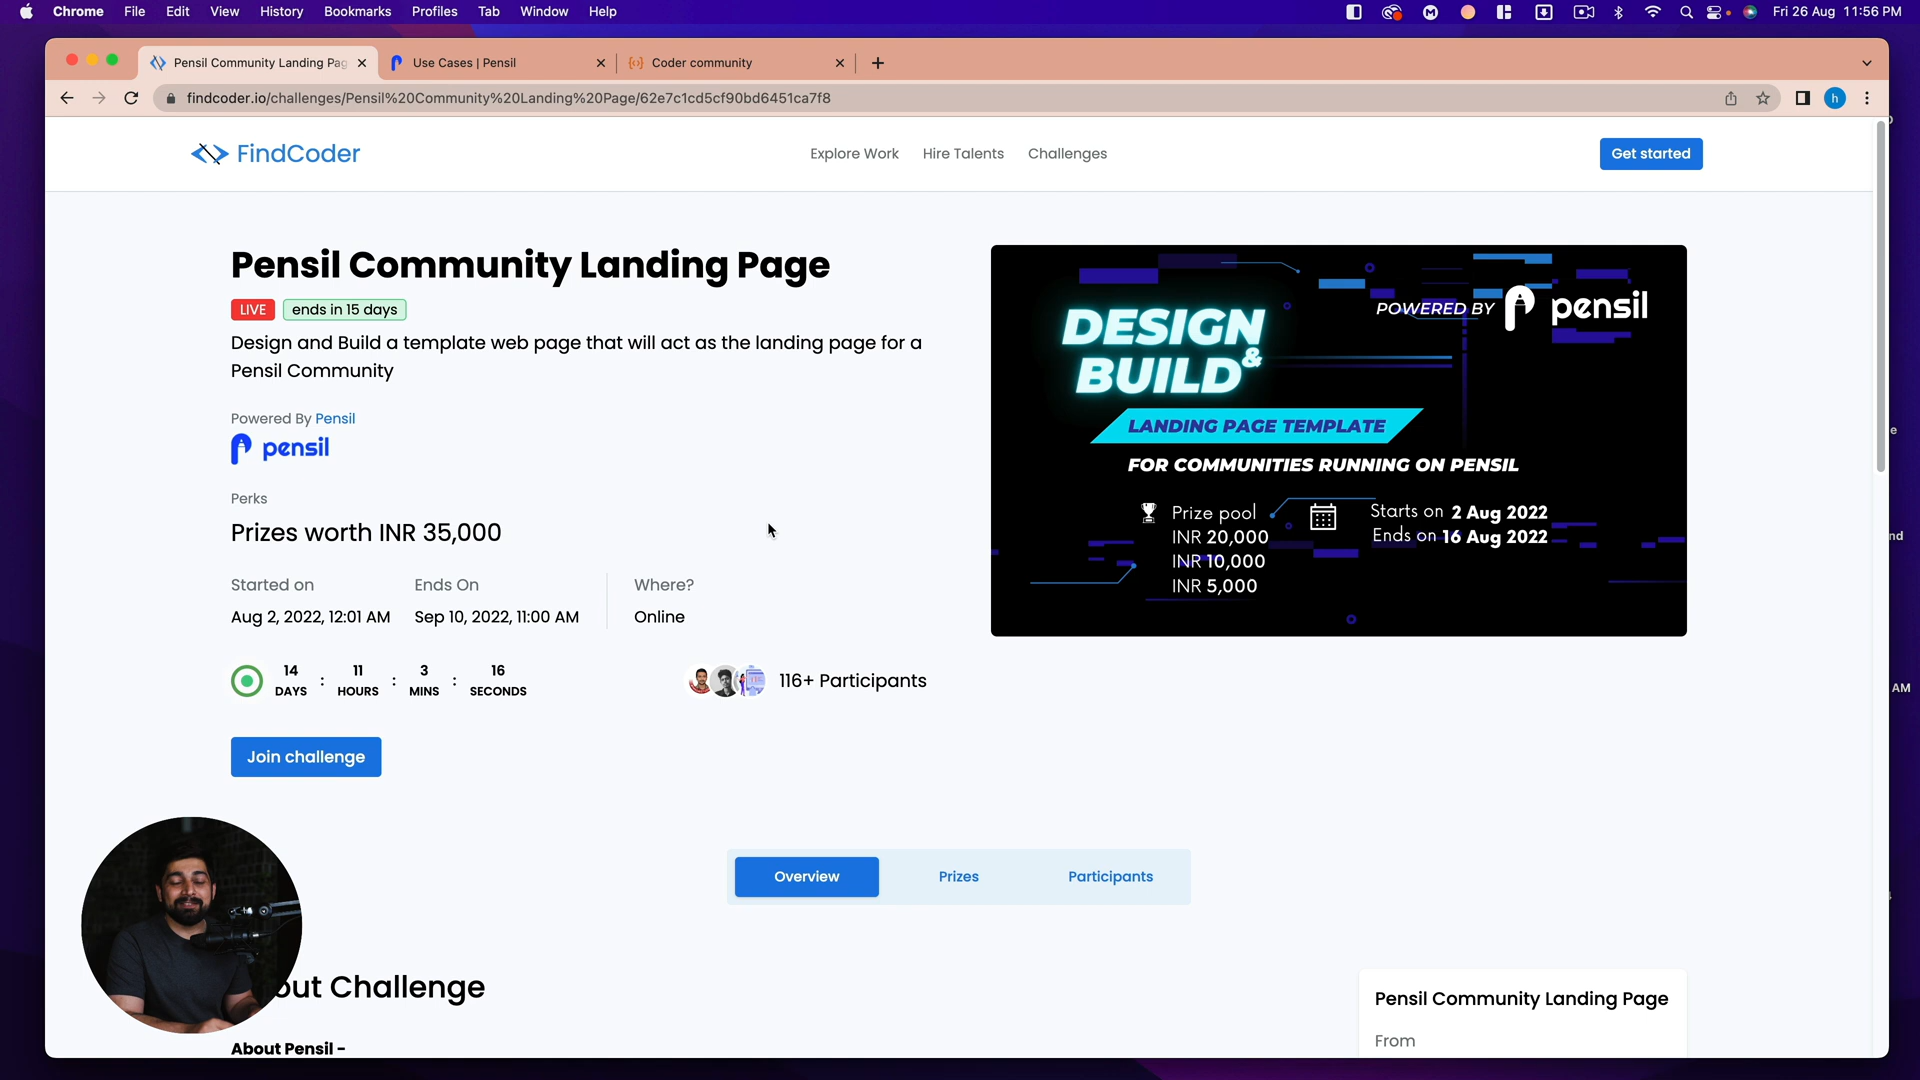 Chrome File Edit View History Bookmarks Profiles Tab Window Help
Fri 26 Aug 11:56 PM
Pensil Community Landing Pag
Use Cases | Pensil
Coder community
findcoder.io/challenges/Pensil%20Community%20Landing%20Page/62e7c1cd5cf90bd6451ca7f8
h
FindCoder
Explore Work Hire Talents Challenges
Get started
Pensil Community Landing Page
LIVE ends in 15 days
Design and Build a template web page that will act as the landing page for a
Pensil Community
Powered By Pensil
pensil
Perks
Prizes worth INR 35,000
Started on
Aug 2, 2022, 12:01 AM
Ends On
Sep 10, 2022, 11:00 AM
Where?
Online
14 : 11 : 3 : 16
DAYS HOURS MINS SECONDS
116+ Participants
Join challenge
POWERED BY pensil
DESIGN
&
BUILD
LANDING PAGE TEMPLATE
FOR COMMUNITIES RUNNING ON PENSIL
Prize pool
INR 20,000
INR 10,000
INR 5,000
Starts on 2 Aug 2022
Ends on 16 Aug 2022
Overview Prizes Participants
out Challenge
About Pensil -
Pensil Community Landing Page
From
e
nd
AM